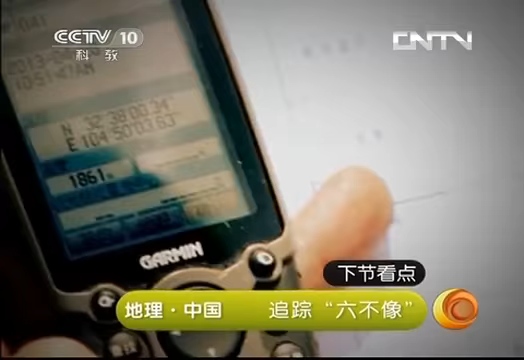 CCTV 10
科教
CNTV
N 32°38'00.34"
E 104°50'03.63"
1861
GARMIN
下节看点
地理·中国 追踪“六不像”